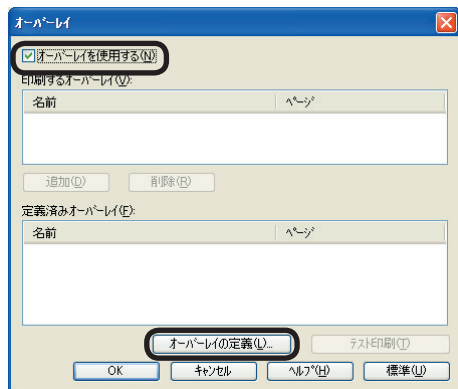 オーバーレイ
オーバーレイを使用する(N)
印刷するオーバーレイ(V):
名前 ページ
追加(D) 削除(R)
定義済みオーバーレイ(F):
名前 ページ
オーバーレイの定義(L)... テスト印刷(T)
OK キャンセル ヘルプ(H) 標準(U)